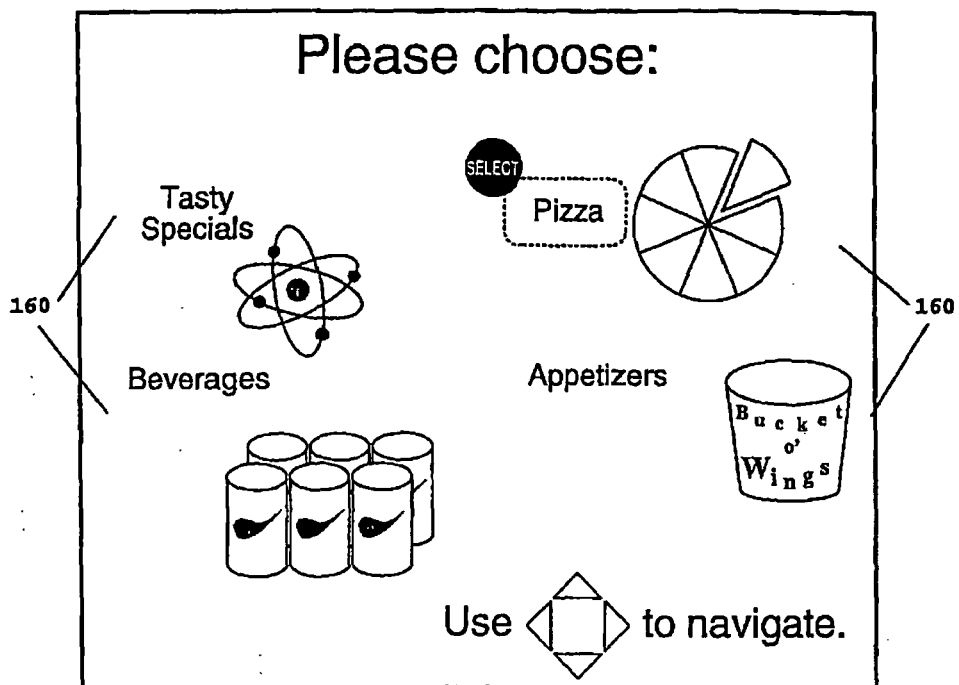 Please choose:
SELECT
Pizza
Tasty
Specials
160
160
Beverages
Appetizers
Bucket
o'
Wings
Use to navigate.